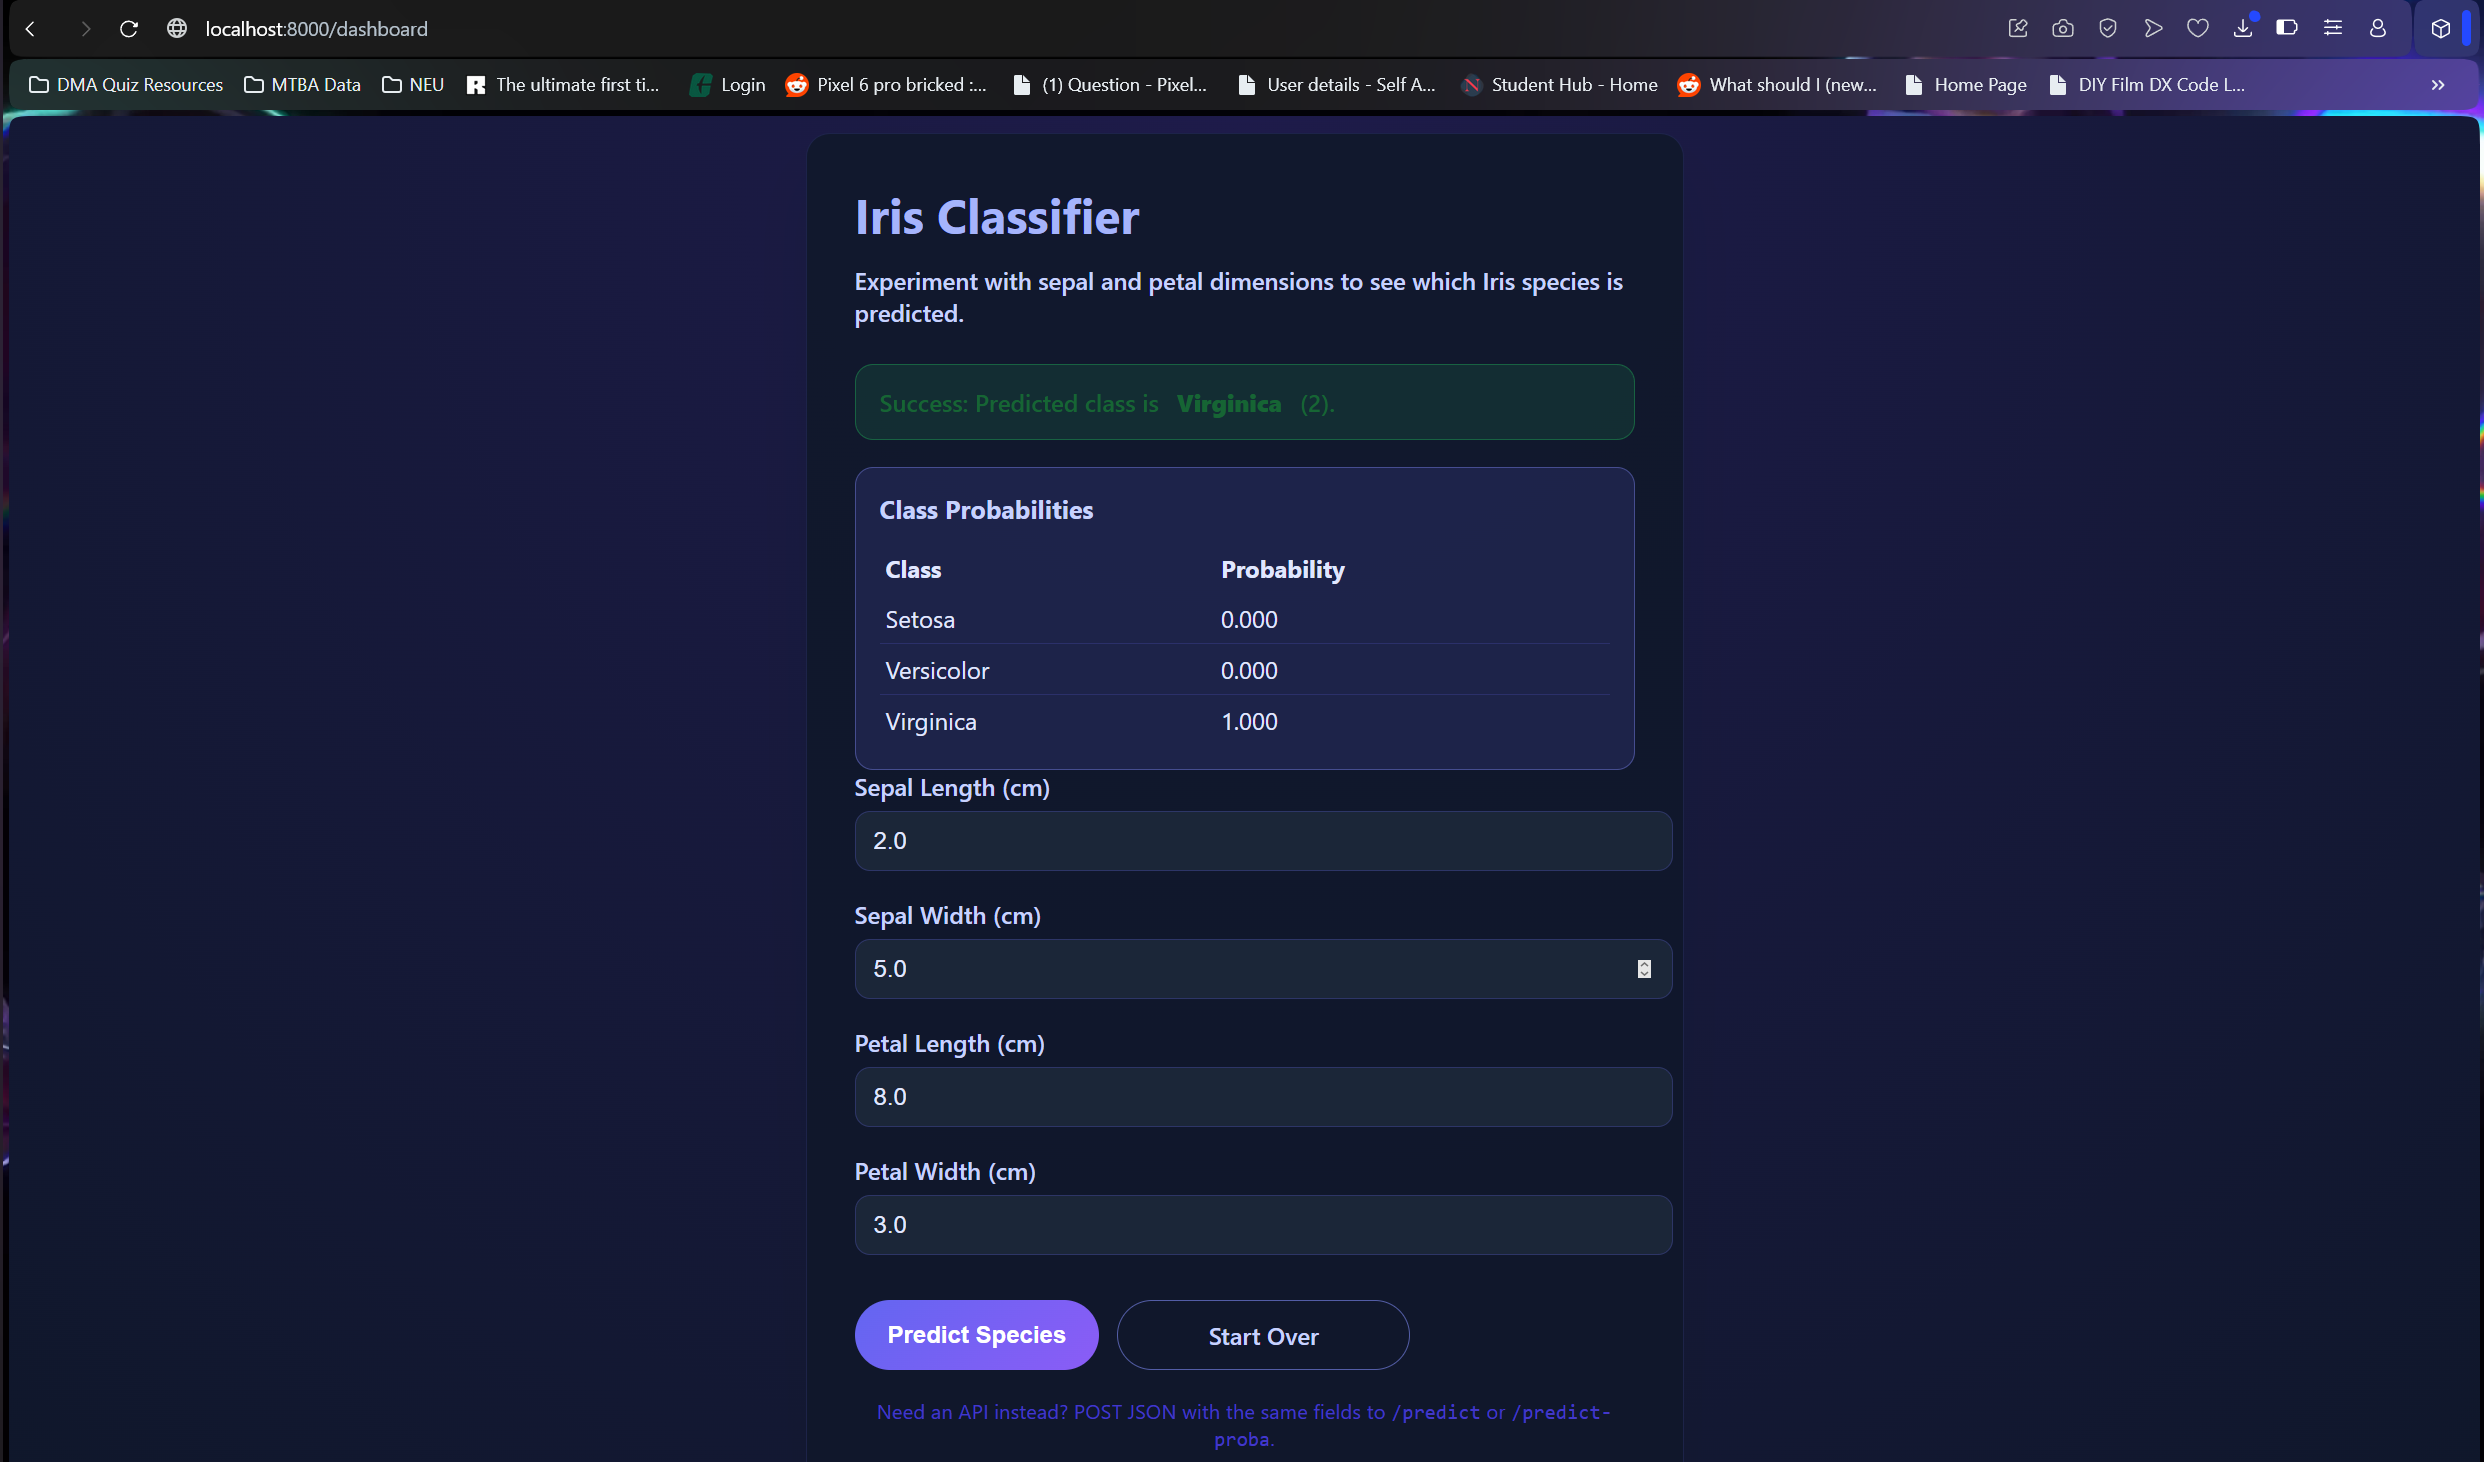 localhost:8000/dashboard
DMA Quiz Resources MTBA Data NEU The ultimate first ti... Login Pixel 6 pro bricked :... (1) Question - Pixel... User details - Self A... Student Hub - Home What should I (new... Home Page DIY Film DX Code L... »
Iris Classifier
Experiment with sepal and petal dimensions to see which Iris species is
predicted.
Success: Predicted class is Virginica (2).
Class Probabilities
Class Probability
Setosa 0.000
Versicolor 0.000
Virginica 1.000
Sepal Length (cm)
2.0
Sepal Width (cm)
5.0
Petal Length (cm)
8.0
Petal Width (cm)
3.0
Predict Species Start Over
Need an API instead? POST JSON with the same fields to /predict or /predict-
proba.